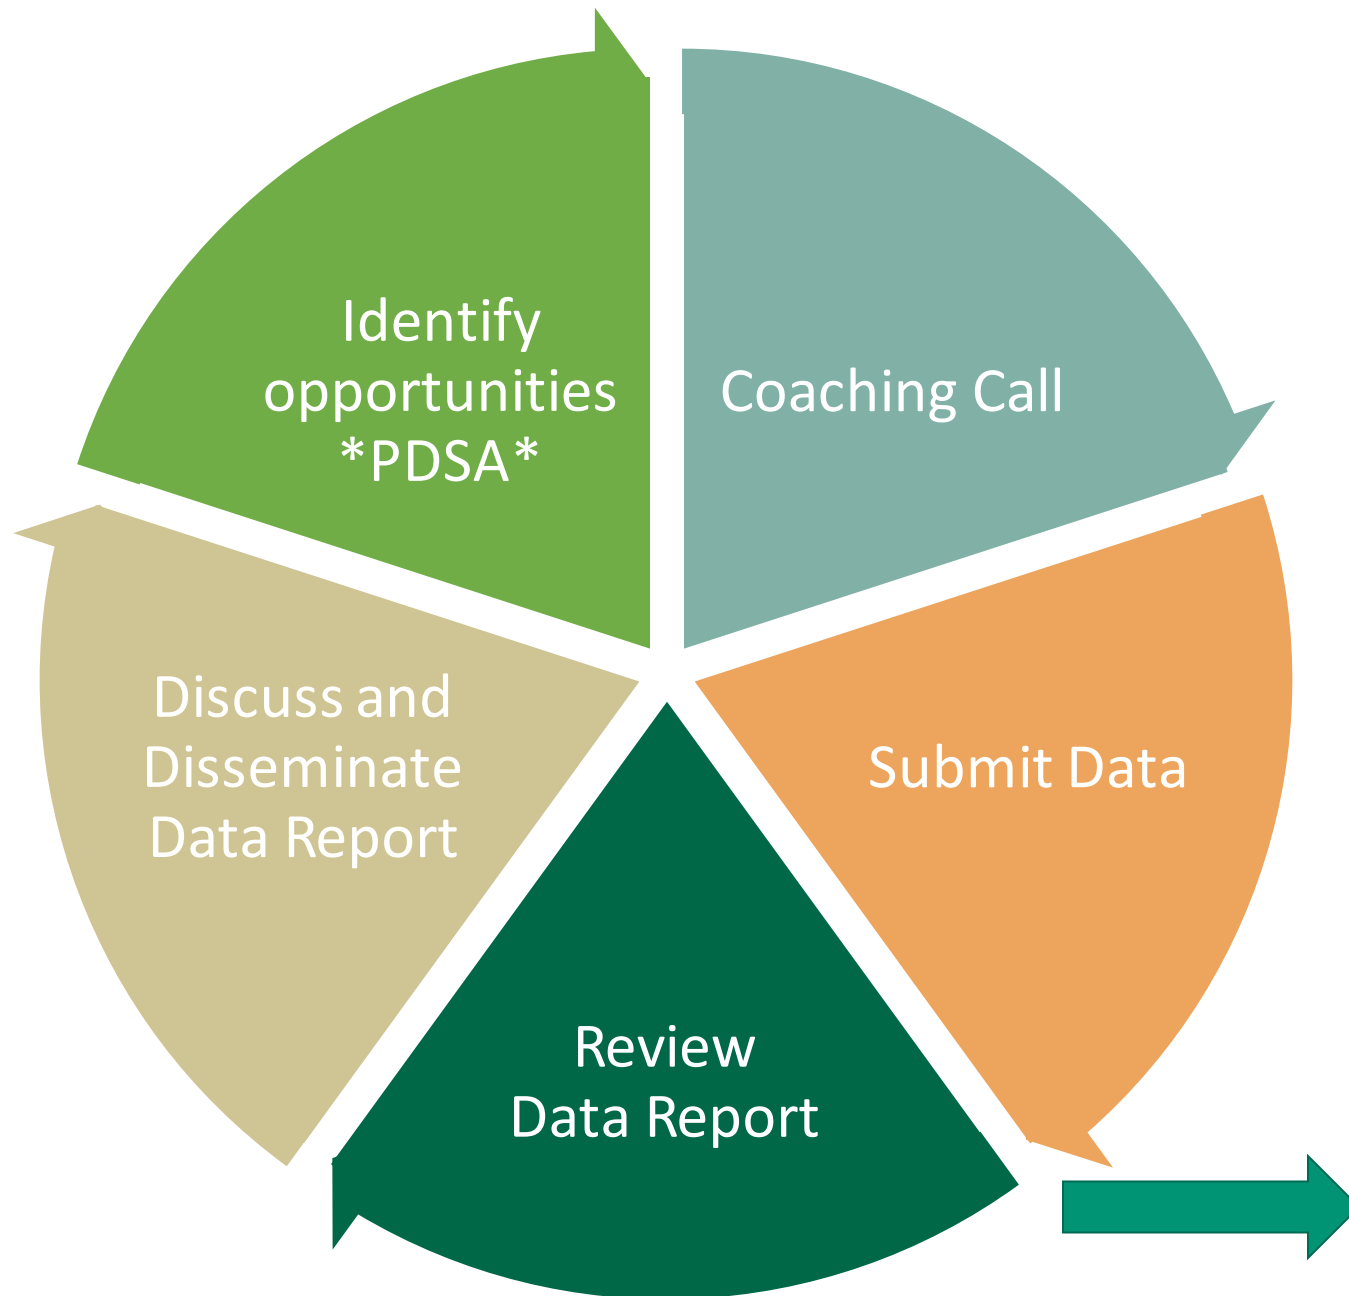 Identify
opportunities
*PDSA*
Coaching Call
Submit Data
Review
Data Report
Discuss and
Disseminate
Data Report